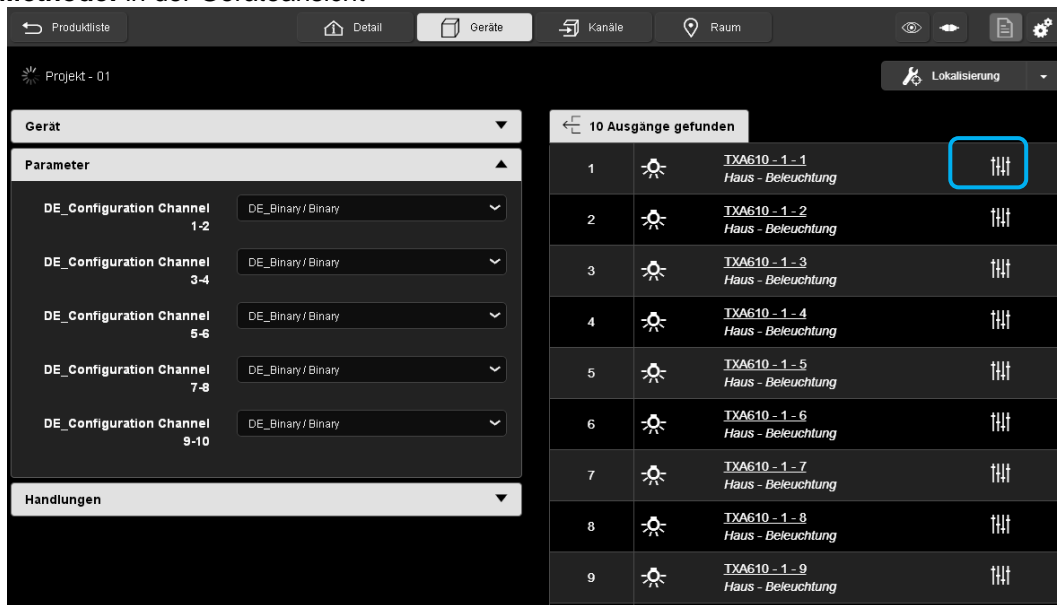 in der Geräteansicht
Produktliste
Detail
Geräte
Kanäle
Raum
Projekt - 01
Lokalisierung
Gerät
Parameter
DE_Configuration Channel
1-2
DE_Binary / Binary
DE_Configuration Channel
3-4
DE_Binary / Binary
DE_Configuration Channel
5-6
DE_Binary / Binary
DE_Configuration Channel
7-8
DE_Binary / Binary
DE_Configuration Channel
9-10
DE_Binary / Binary
Handlungen
10 Ausgänge gefunden
1
TXA610 - 1 - 1
Haus - Beleuchtung
2
TXA610 - 1 - 2
Haus - Beleuchtung
3
TXA610 - 1 - 3
Haus - Beleuchtung
4
TXA610 - 1 - 4
Haus - Beleuchtung
5
TXA610 - 1 - 5
Haus - Beleuchtung
6
TXA610 - 1 - 6
Haus - Beleuchtung
7
TXA610 - 1 - 7
Haus - Beleuchtung
8
TXA610 - 1 - 8
Haus - Beleuchtung
9
TXA610 - 1 - 9
Haus - Beleuchtung